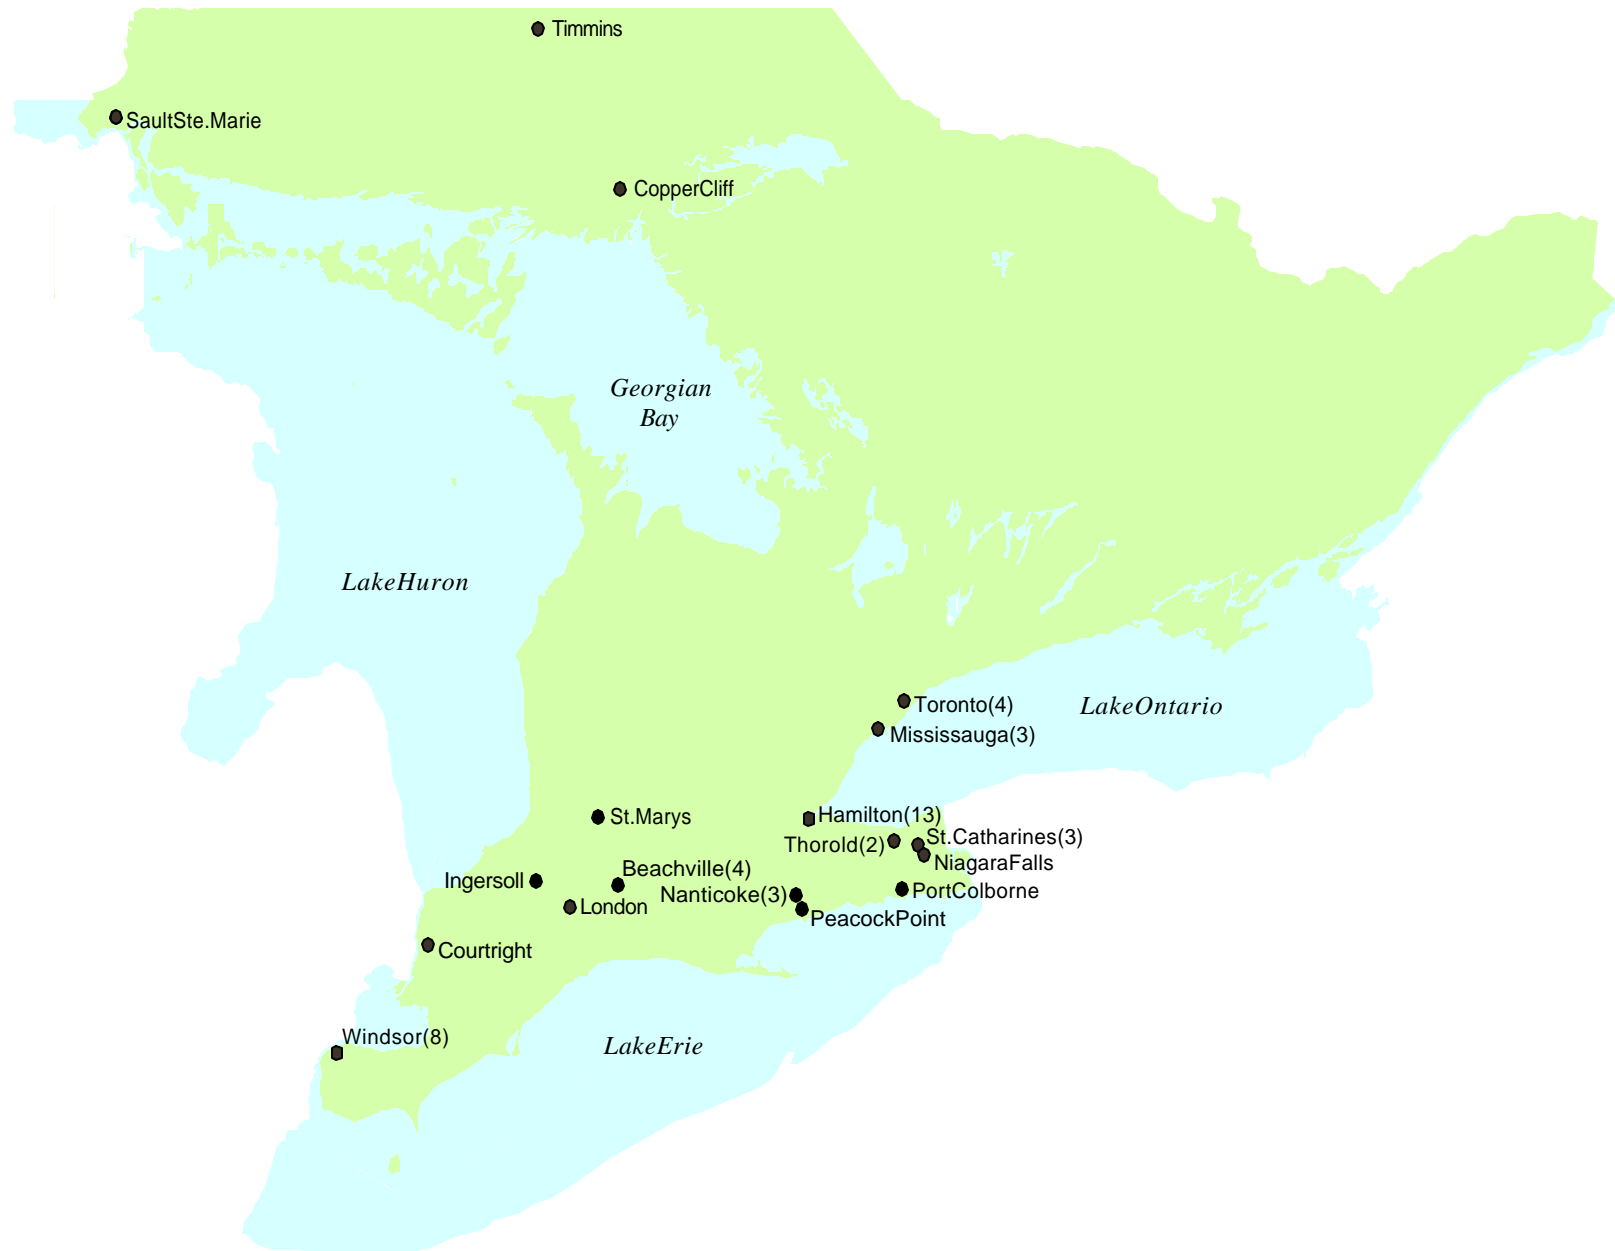 Timmins
SaultSte.Marie
CopperCliff
Georgian
Bay
LakeHuron
Toronto(4)
LakeOntario
Mississauga(3)
St.Marys
Hamilton(13)
St.Catharines(3)
Thorold(2)
NiagaraFalls
Beachville(4)
Ingersoll
Nanticoke(3)
PortColborne
London
PeacockPoint
Courtright
Windsor(8)
LakeErie